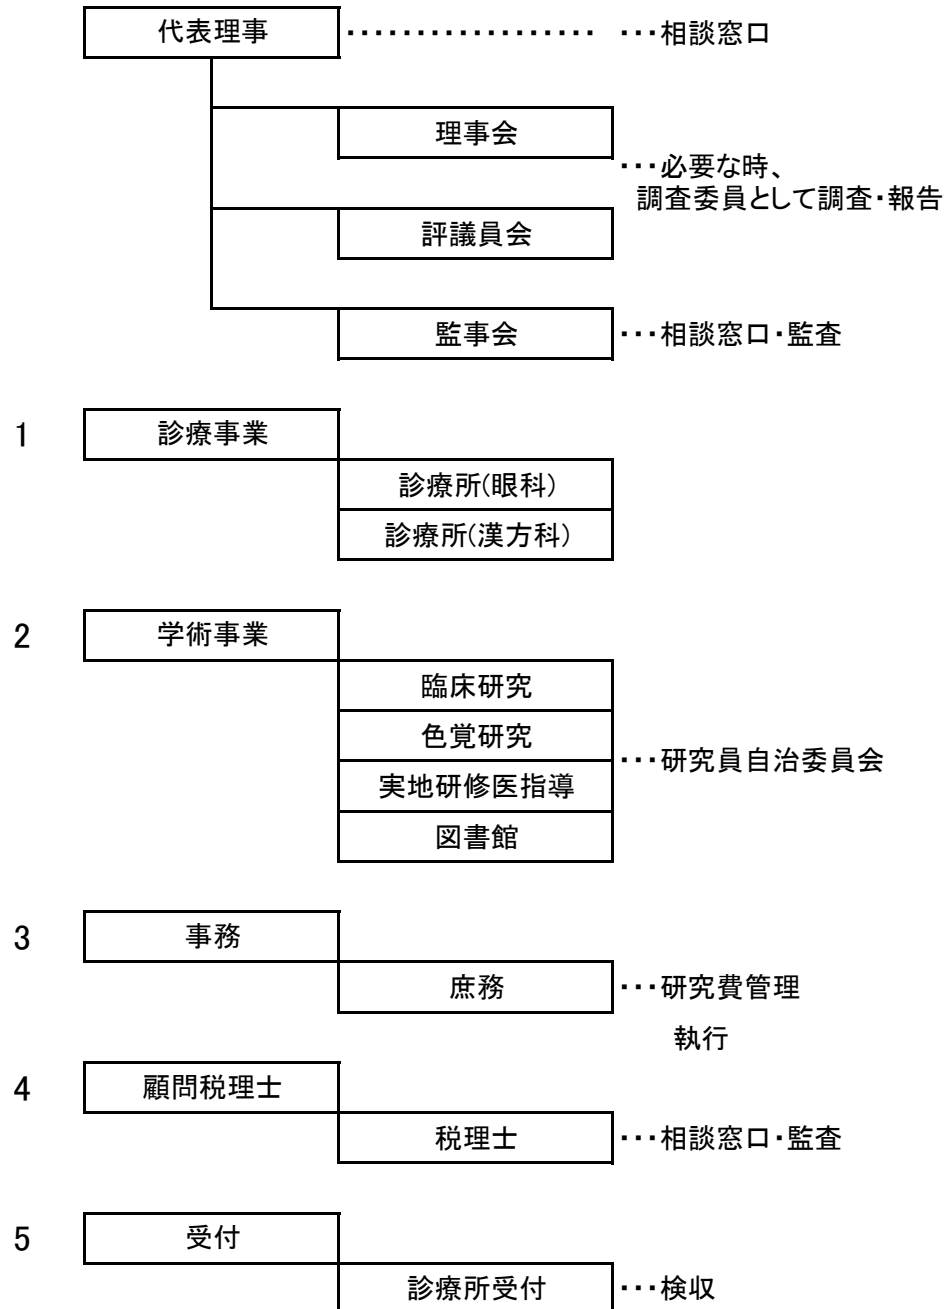 代表理事 ・・・・・・・・・・・・・・・・・・ ・・・相談窓口
理事会
・・・必要な時、
調査委員として調査・報告
評議員会
監事会 ・・・相談窓口・監査
1 診療事業
診療所(眼科)
診療所(漢方科)
2 学術事業
臨床研究
色覚研究
・・・研究員自治委員会
実地研修医指導
図書館
3 事務
庶務 ・・・研究費管理
執行
4 顧問税理士
税理士 ・・・相談窓口・監査
5 受付
診療所受付 ・・・検収